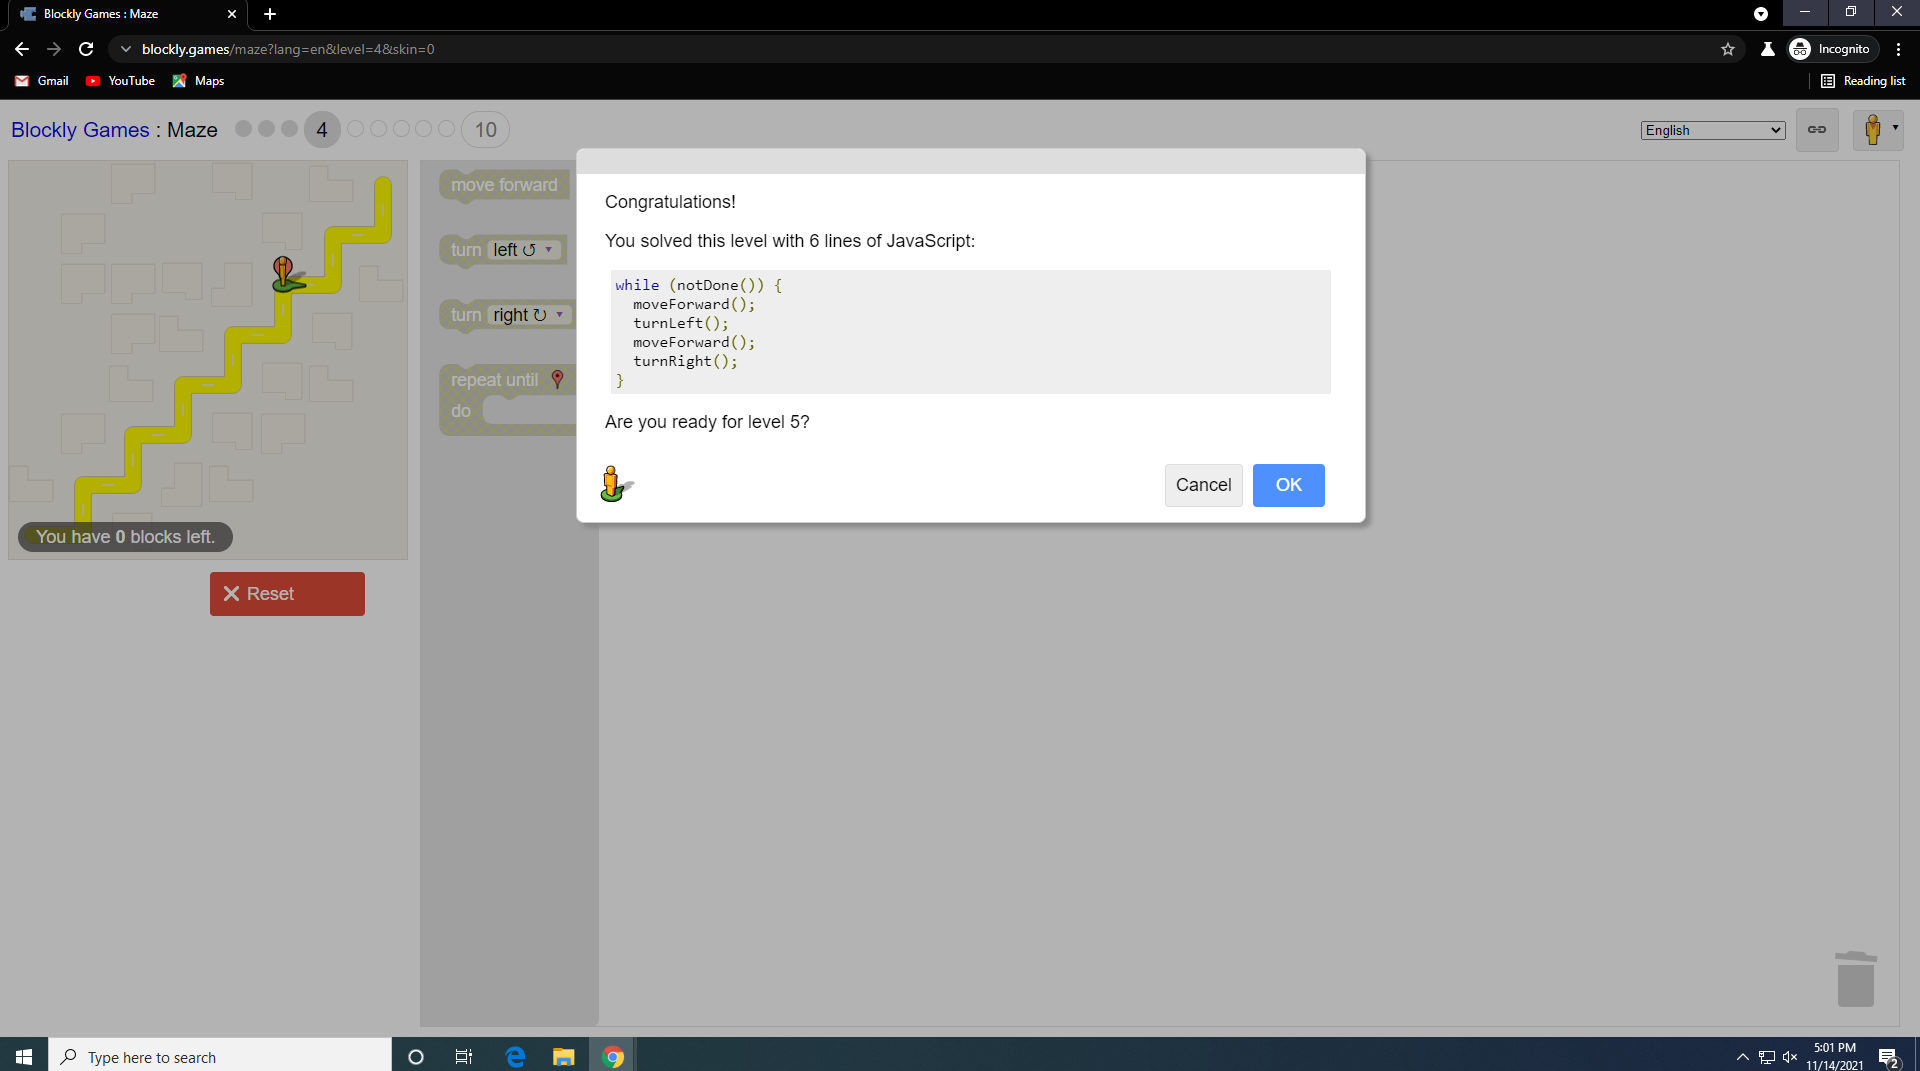 Blockly Games : Maze
blockly.games/maze?lang=en&level=4&skin=0
Incognito
Gmail
YouTube
Maps
Reading list
Blockly Games : Maze
4
10
English
move forward
turn left ↺ ▾
turn right ↻ ▾
repeat until
do
Congratulations!
You solved this level with 6 lines of JavaScript:
while (notDone()) {
  moveForward();
  turnLeft();
  moveForward();
  turnRight();
}
Are you ready for level 5?
Cancel
OK
You have 0 blocks left.
Reset
Type here to search
5:01 PM
11/14/2021
2